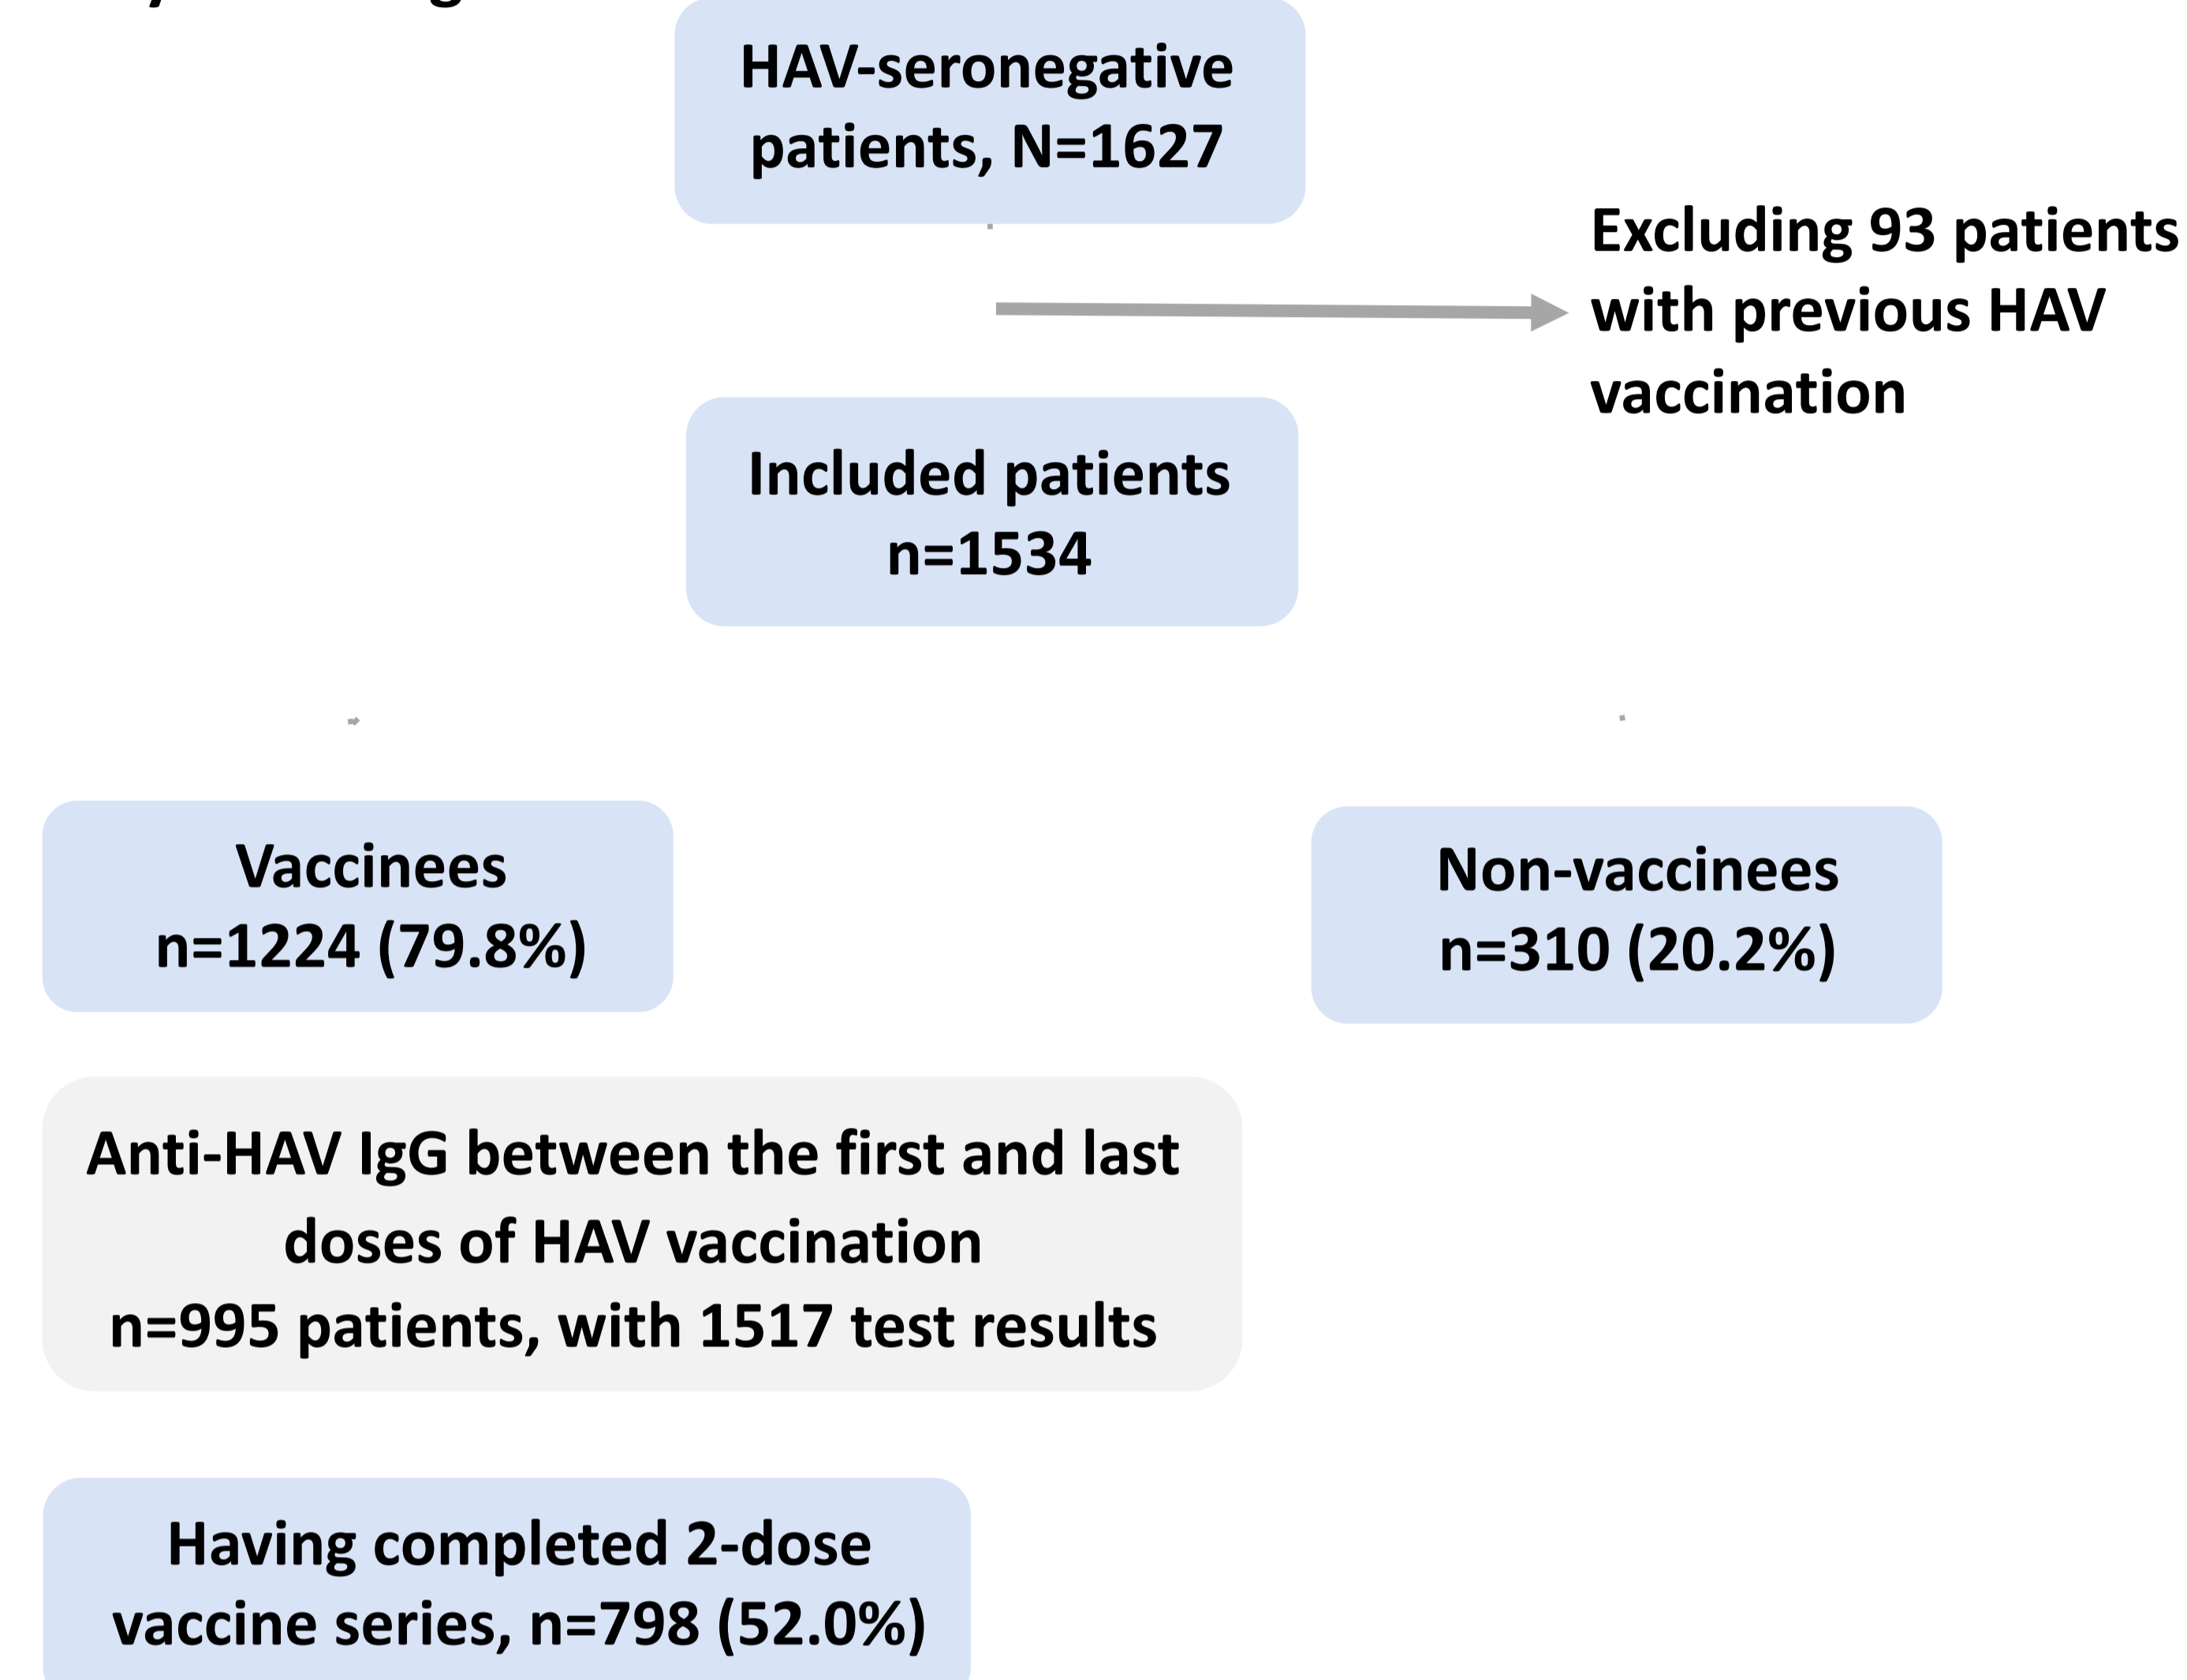 HAV-seronegative
patients, N=1627
Excluding 93 patients
with previous HAV
vaccination
Included patients
n=1534
Vaccinees
n=1224 (79.8%)
Non-vaccinees
n=310 (20.2%)
Anti-HAV IgG between the first and last
doses of HAV vaccination
n=995 patients, with 1517 test results
Having completed 2-dose
vaccine series, n=798 (52.0%)